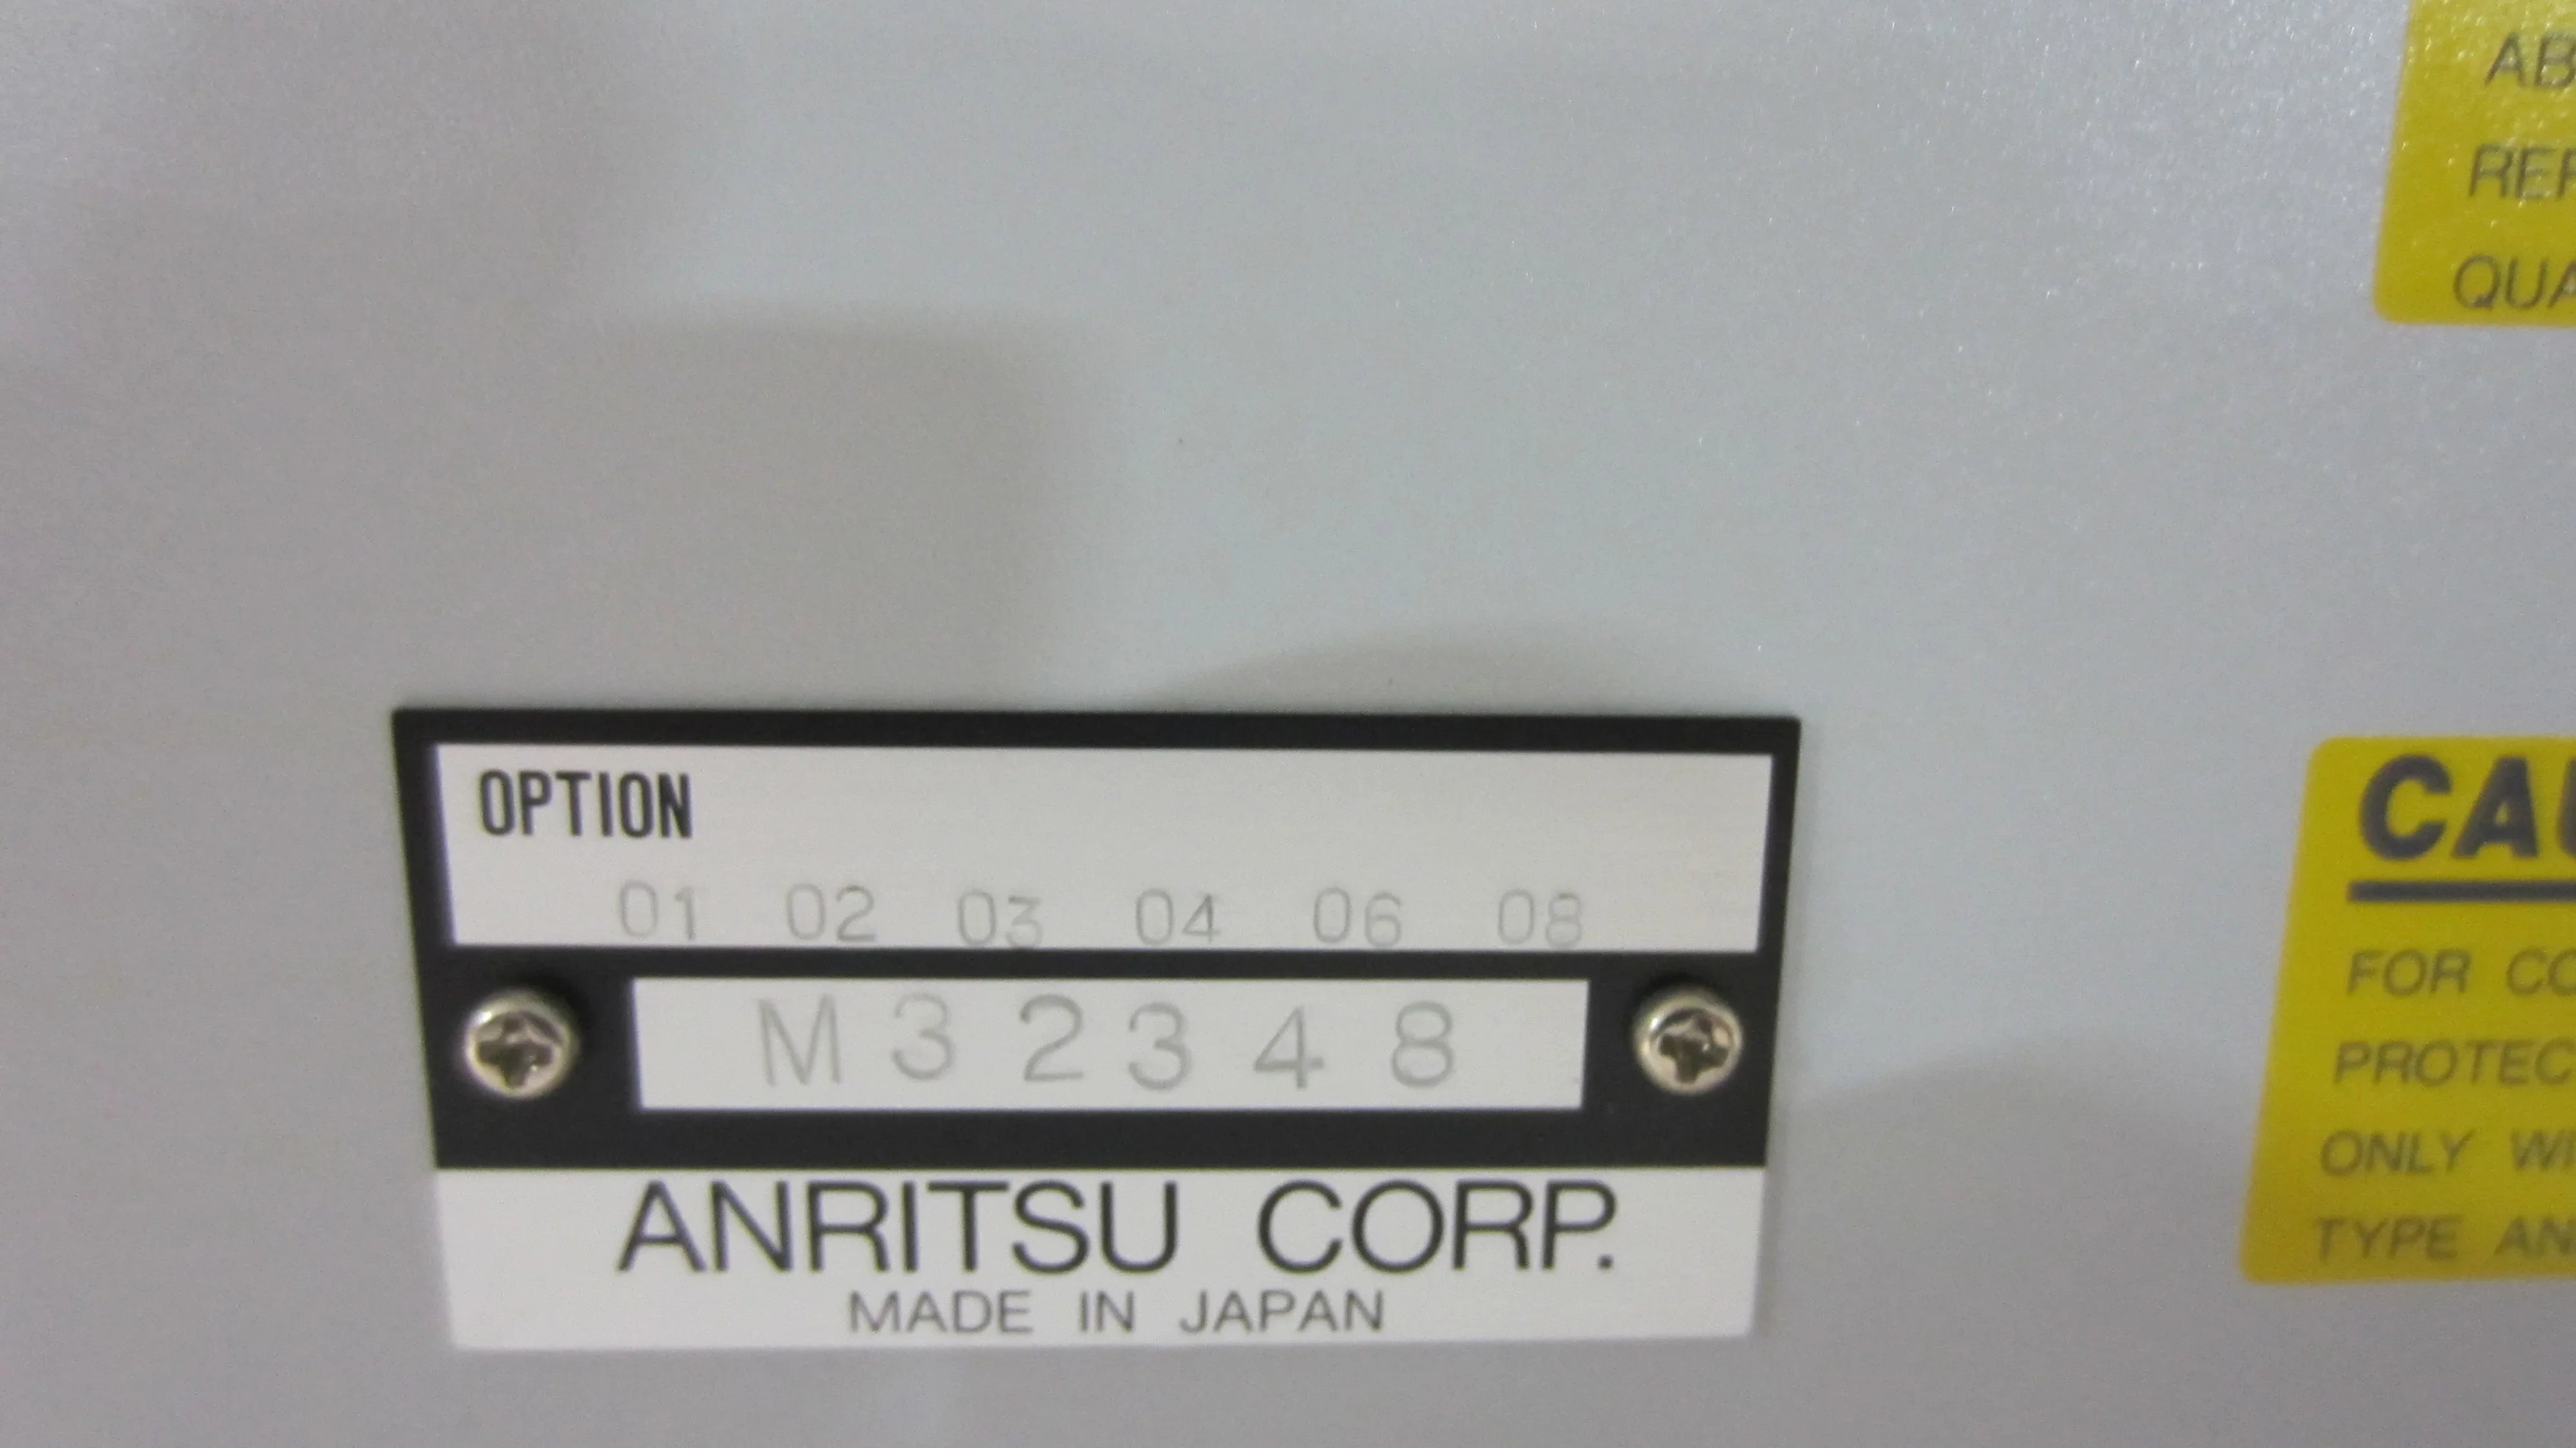 OPTION
01 02 03 04 06 08
M32348
ANRITSU CORP.
MADE IN JAPAN
CAU
FOR CO
PROTEC
ONLY WI
TYPE AN
AB
REP
QUA